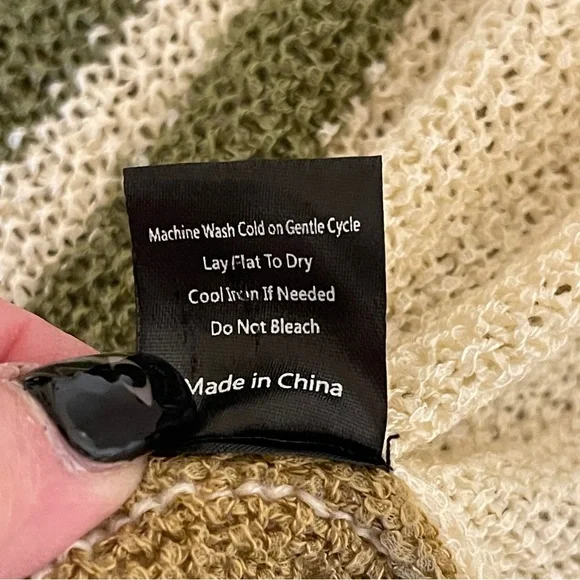 Machine Wash Cold on Gentle Cycle
Lay Flat To Dry
Cool Iron If Needed
Do Not Bleach
Made in China